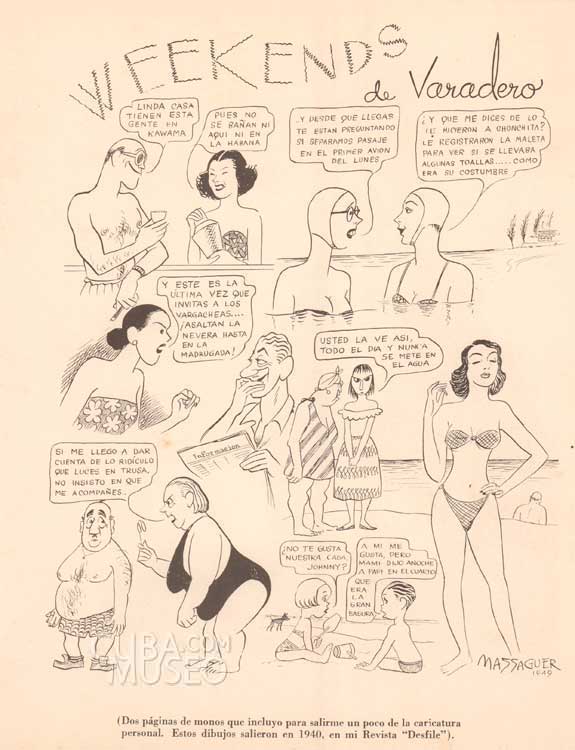 WEEKENDS
de Varadero
LINDA CASA
TIENEN ESTA
GENTE EN
KAWAMA
PUES NO
SE BAÑAN NI
AQUI NI EN
LA HABANA
..Y DESDE QUE LLEGAS
TE ESTAN PREGUNTANDO
SI SEPARAMOS PASAJE
EN EL PRIMER AVION
DEL LUNES
¿Y QUE ME DICES DE LO
LE HICIERON A CHONCHITA?
LE REGISTRARON LA MALETA
PARA VER SI SE LLEVABA
ALGUNAS TOALLAS.....COMO
ERA SU COSTUMBRE
Y ESTE ES LA
ULTIMA VEZ QUE
INVITAS A LOS
VARGACHEAS...
¡ASALTAN LA
NEVERA HASTA
EN LA
MADRUGADA!
USTED LA VE ASI,
TODO EL DIA Y NUNCA
SE METE EN EL
AGUA
Informacion
SI ME LLEGO A DAR
CUENTA DE LO RIDÍCULO
QUE LUCES EN TRUSA,
NO INSISTO EN QUE
ME ACOMPAÑES..
¿NO TE GUSTA
NUESTRA CASA,
JOHNNY?
A MI ME
GUSTA, PERO
MAMI DIJO ANOCHE
A PAPI EN EL CUARTO
QUE
ERA LA
GRAN
BASURA
MASSAGUER
1949
CUBA.COM
MUSEO
(Dos páginas de monos que incluyo para salirme un poco de la caricatura
personal. Estos dibujos salieron en 1940, en mi Revista "Desfile").